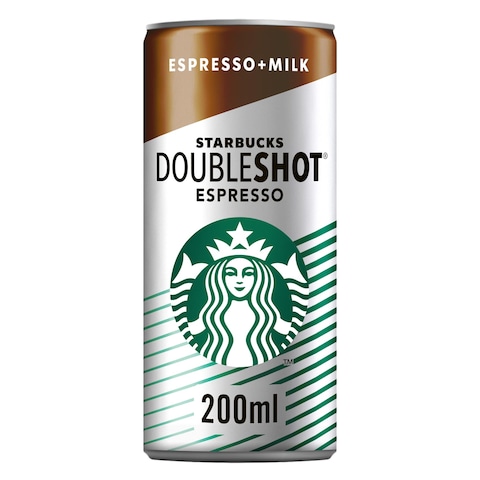 ESPRESSO+MILK
STARBUCKS
DOUBLESHOT®
ESPRESSO
TM
200ml